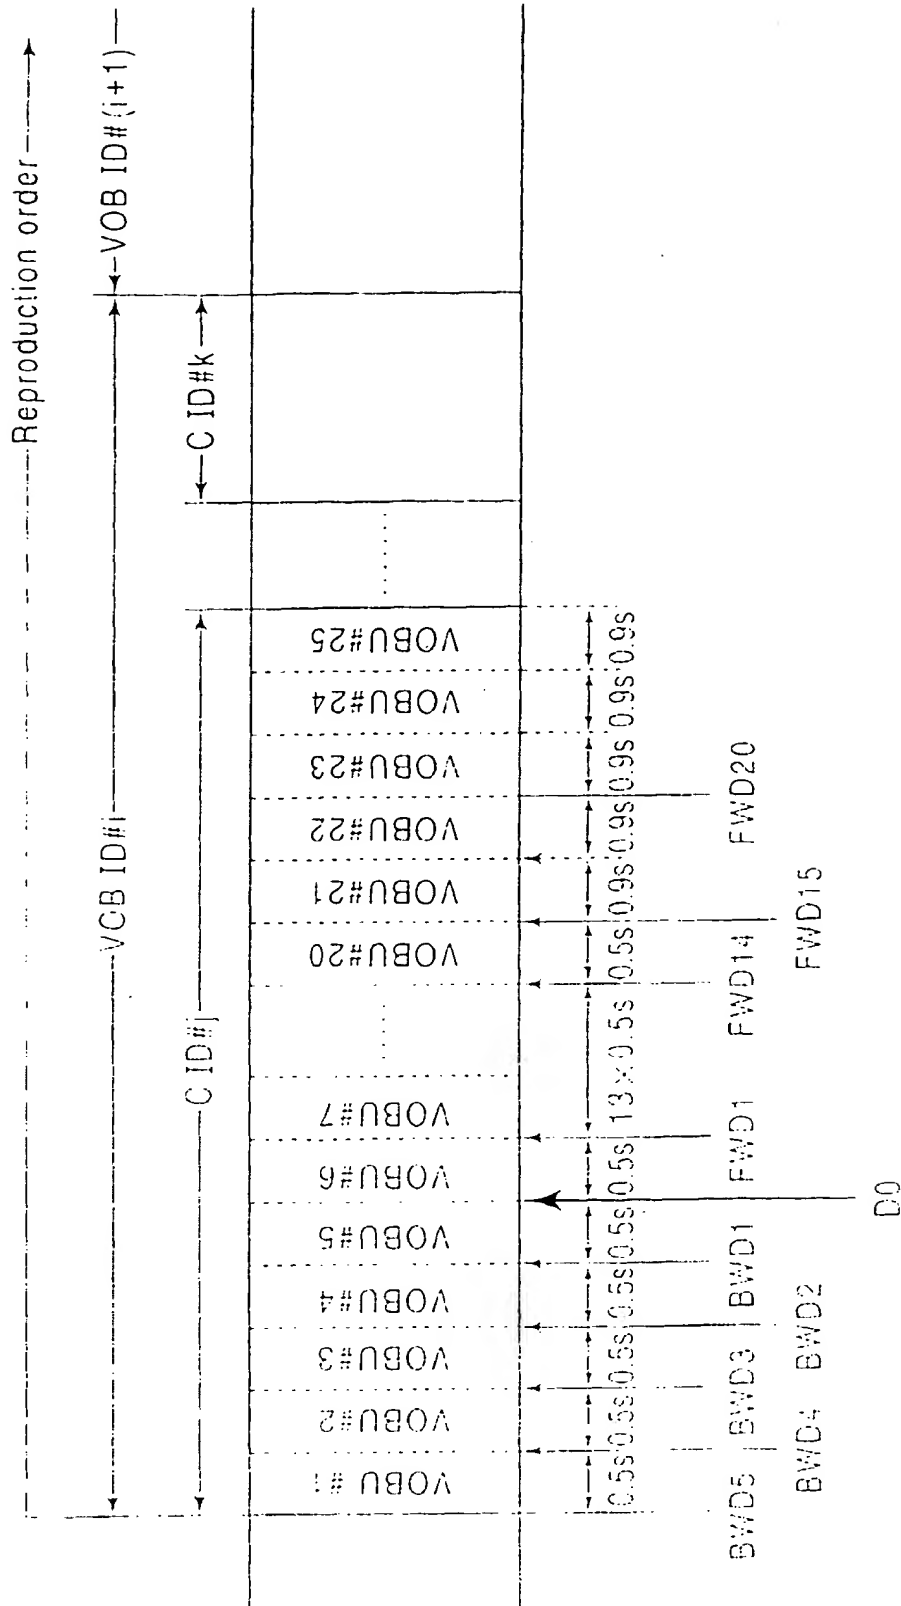 Reproduction order
VOB ID#i
VOB ID#(i+1)
C ID#j
C ID#k
VOBU #1
VOBU#2
VOBU#3
VOBU#4
VOBU#5
VOBU#6
VOBU#7
........
VOBU#20
VOBU#21
VOBU#22
VOBU#23
VOBU#24
VOBU#25
........
0.5s 0.5s 0.5s 0.5s 0.5s 0.5s 13×0.5s 0.5s 0.9s 0.9s 0.9s 0.9s 0.9s
BWD5 BWD3 BWD1 FWD1 FWD14 FWD20
BWD4 BWD2 FWD15
D0